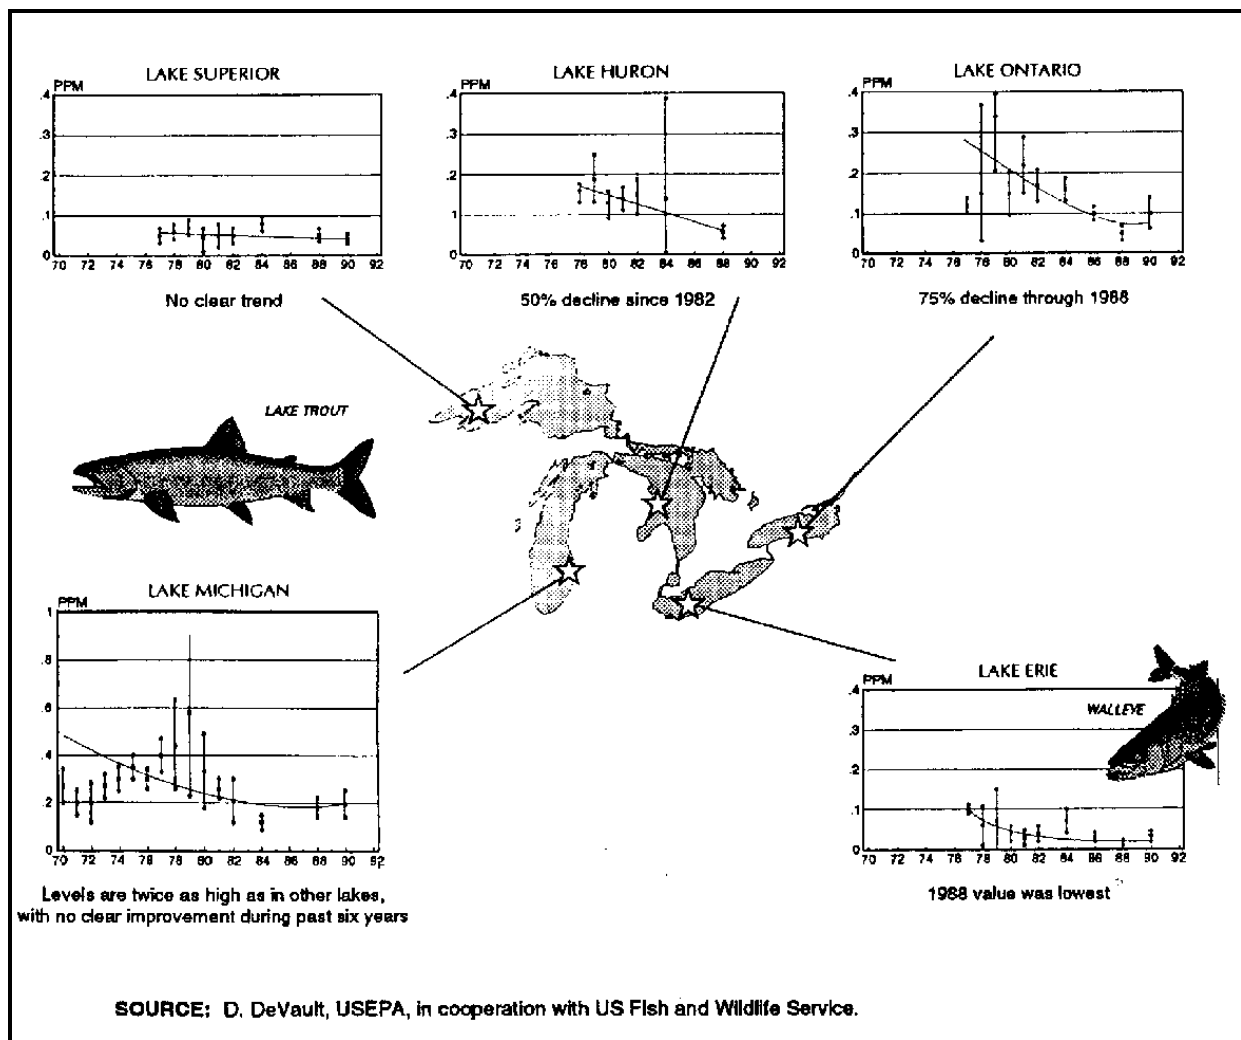 LAKE SUPERIOR
PPM
.4
.3
.2
.1
0
70 72 74 76 78 80 82 84 86 88 90 92
No clear trend
LAKE HURON
PPM
.4
.3
.2
.1
0
70 72 74 76 78 80 82 84 86 88 90 92
50% decline since 1982
LAKE ONTARIO
PPM
.4
.3
.2
.1
0
70 72 74 76 78 80 82 84 86 88 90 92
75% decline through 1988
LAKE TROUT
LAKE MICHIGAN
PPM
1
.8
.6
.4
.2
0
70 72 74 76 78 80 82 84 86 88 90 92
Levels are twice as high as in other lakes,
with no clear improvement during past six years
LAKE ERIE
PPM
.4
.3
.2
.1
0
70 72 74 76 78 80 82 84 86 88 90 92
WALLEYE
1988 value was lowest
SOURCE: D. DeVault, USEPA, in cooperation with US Fish and Wildlife Service.